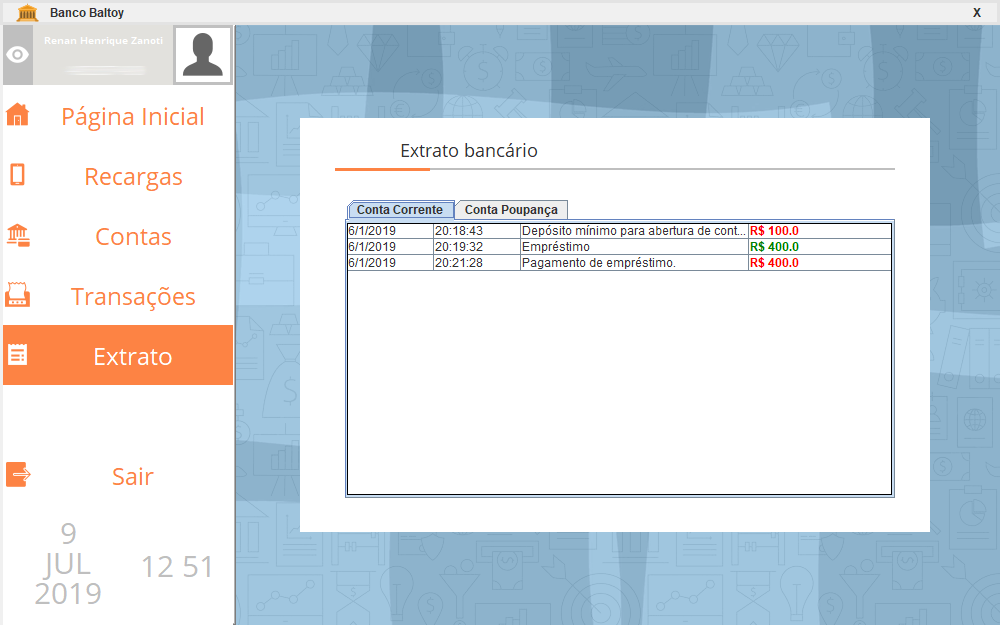 Banco Baltoy
X
Renan Henrique Zanoti
Página Inicial
Recargas
Contas
Transações
Extrato
Sair
9
JUL
2019
12 51
Extrato bancário
Conta Corrente
Conta Poupança
6/1/2019 20:18:43 Depósito mínimo para abertura de cont... R$ 100.0
6/1/2019 20:19:32 Empréstimo R$ 400.0
6/1/2019 20:21:28 Pagamento de empréstimo. R$ 400.0